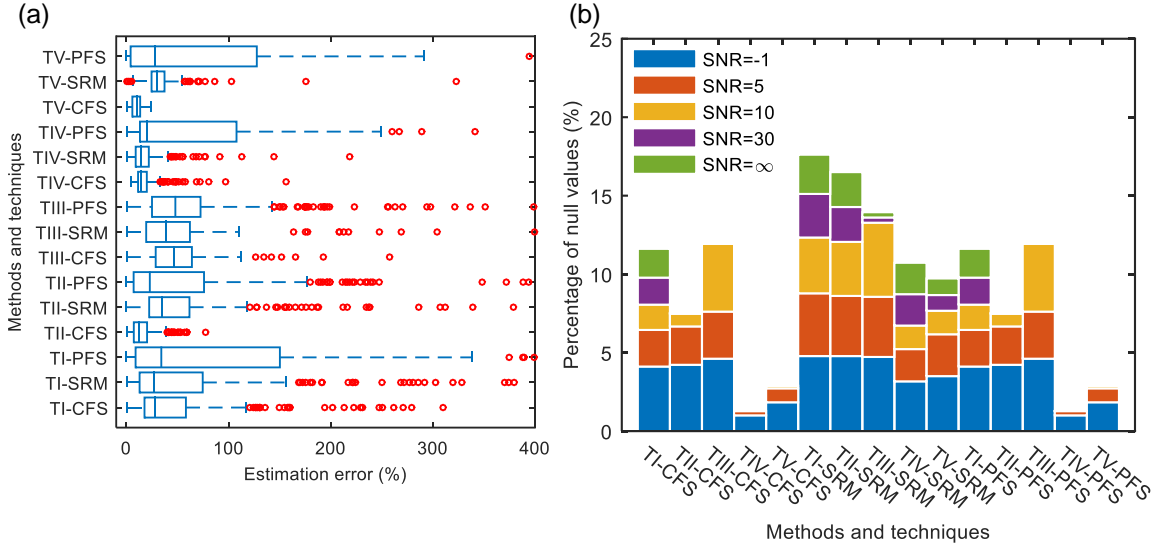 (a)
TV-PFS
TV-SRM
TV-CFS
TIV-PFS
TIV-SRM
TIV-CFS
TIII-PFS
TIII-SRM
TIII-CFS
TII-PFS
TII-SRM
TII-CFS
TI-PFS
TI-SRM
TI-CFS
Methods and techniques
0 100 200 300 400
Estimation error (%)
(b)
25
20
15
10
5
0
Percentage of null values (%)
SNR=-1
SNR=5
SNR=10
SNR=30
SNR=∞
TI-CFS
TII-CFS
TIII-CFS
TIV-CFS
TV-CFS
TI-SRM
TII-SRM
TIII-SRM
TIV-SRM
TV-SRM
TI-PFS
TII-PFS
TIII-PFS
TIV-PFS
TV-PFS
Methods and techniques